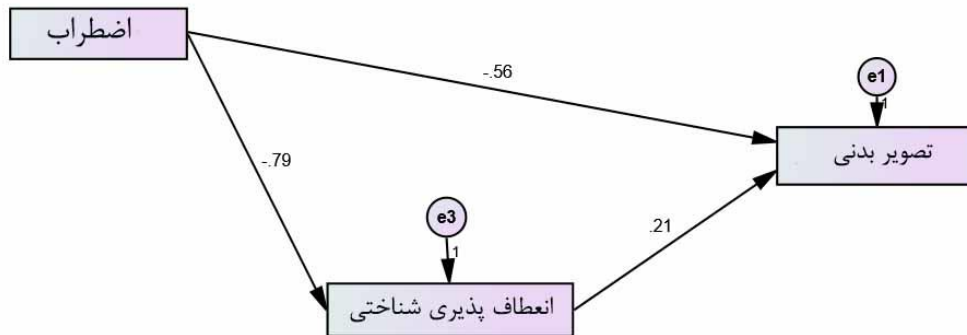 اضطراب
-.56
e1
1
تصویر بدنی
-.79
e3
1
.21
انعطاف پذیری شناختی